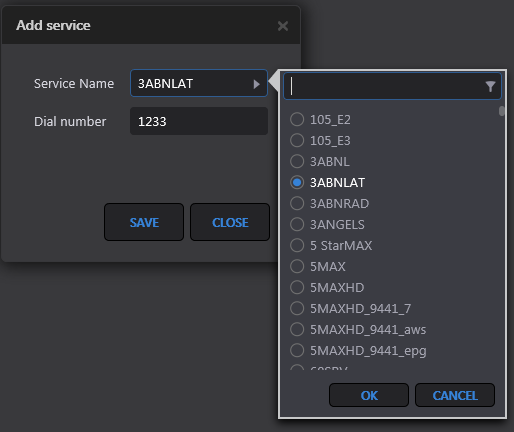 Add service
Service Name
3ABNLAT
Dial number
1233
SAVE
CLOSE
105_E2
105_E3
3ABNL
3ABNLAT
3ABNRAD
3ANGELS
5 StarMAX
5MAX
5MAXHD
5MAXHD_9441_7
5MAXHD_9441_aws
5MAXHD_9441_epg
OK
CANCEL